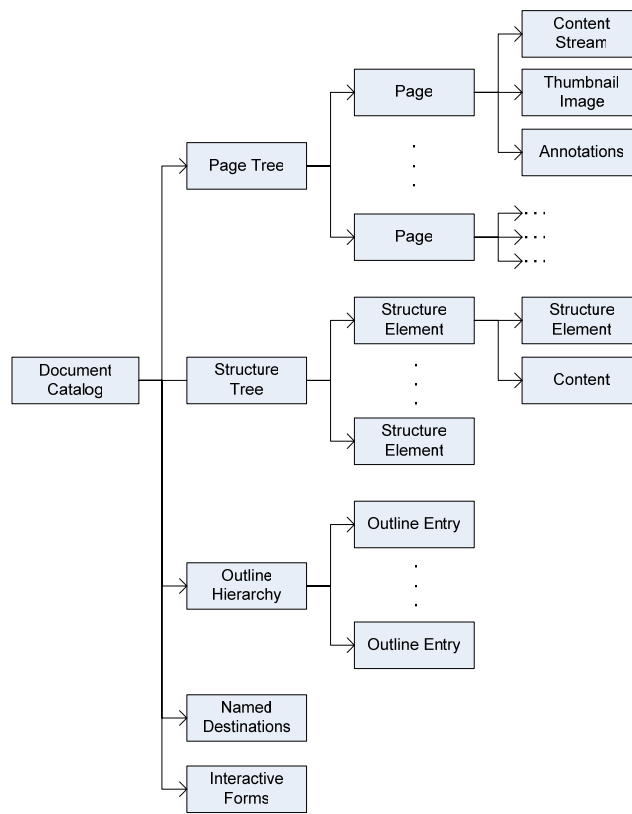 Content
Stream
Page
Thumbnail
Image
Page Tree
Annotations
Page
Structure
Element
Structure
Element
Document
Catalog
Structure
Tree
Content
Structure
Element
Outline Entry
Outline
Hierarchy
Outline Entry
Named
Destinations
Interactive
Forms